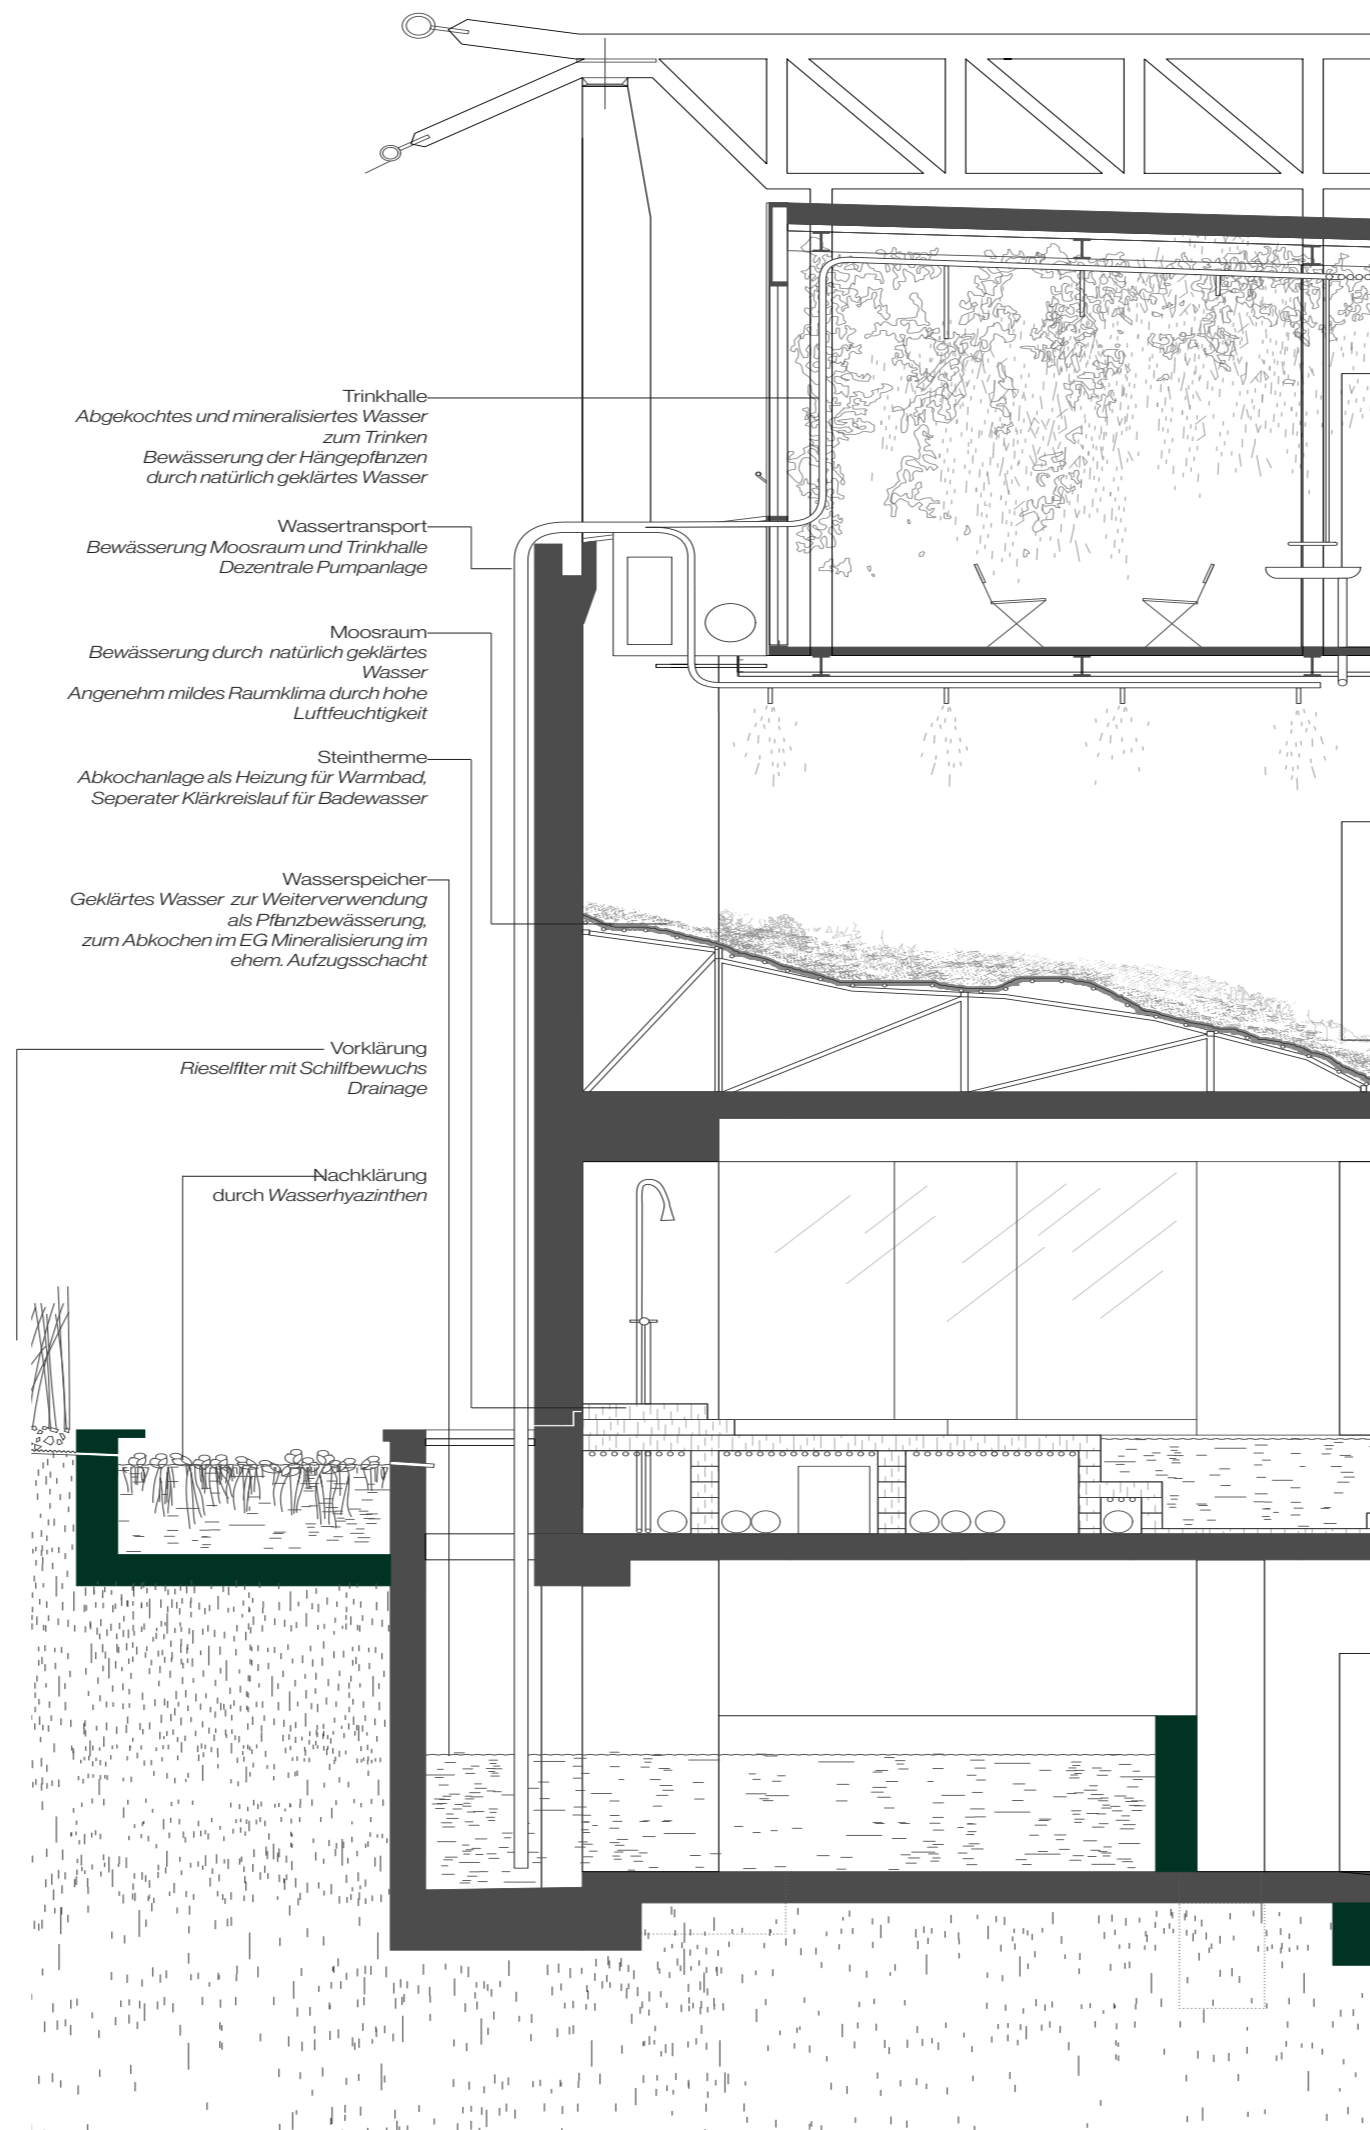 Trinkhalle
Abgekochtes und mineralisiertes Wasser
zum Trinken
Bewässerung der Hängepflanzen
durch natürlich geklärtes Wasser
Wassertransport
Bewässerung Moosraum und Trinkhalle
Dezentrale Pumpanlage
Moosraum
Bewässerung durch natürlich geklärtes
Wasser
Angenehm mildes Raumklima durch hohe
Luftfeuchtigkeit
Steintherme
Abkochanlage als Heizung für Warmbad,
Seperater Klärkreislauf für Badewasser
Wasserspeicher
Geklärtes Wasser zur Weiterverwendung
als Pflanzbewässerung,
zum Abkochen im EG Mineralisierung im
ehem. Aufzugsschacht
Vorklärung
Rieselfilter mit Schilfbewuchs
Drainage
Nachklärung
durch Wasserhyazinthen